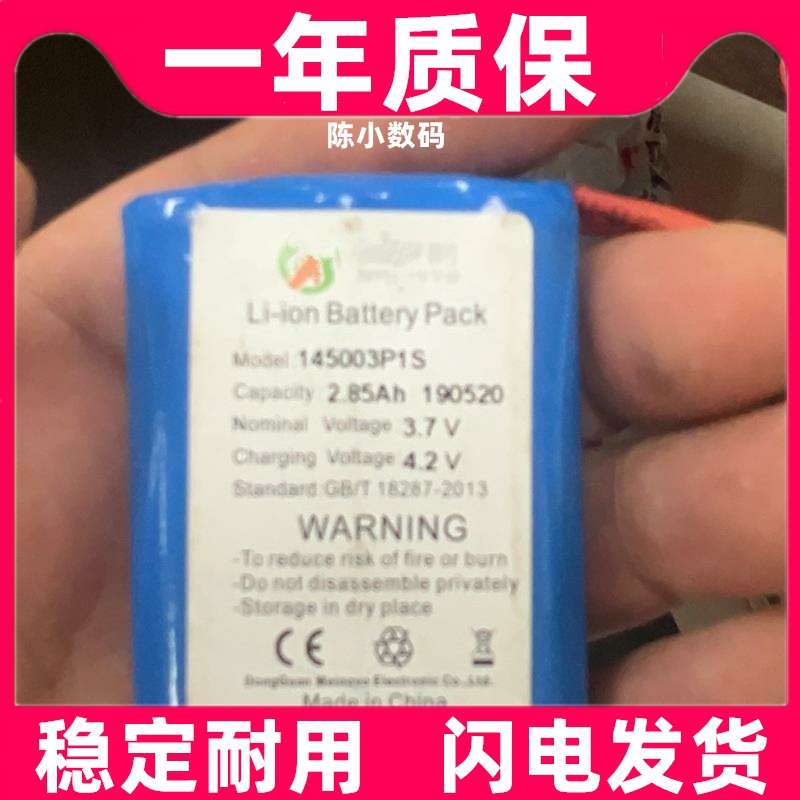 一年质保
陈小数码
Li-ion Battery Pack
Model 145003P1S
Capacity 2.85Ah 190520
Nominal Voltage 3.7 V
Charging Voltage 4.2 V
Standard:GB/T 18287-2013
WARNING
-To reduce risk of fire or burn
-Do not disassemble privately
-Storage in dry place
CE
Electronic Co.,Ltd.
Made in China
稳定耐用 闪电发货